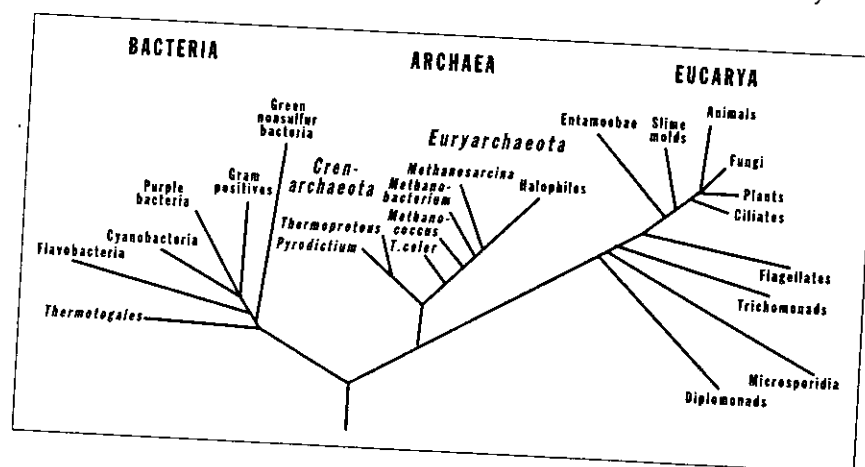 BACTERIA
ARCHAEA
EUCARYA
Green
nonsulfur
bacteria
Gram
positives
Purple
bacteria
Cyanobacteria
Flavobacteria
Thermotogales
Cren-
archaeota
Euryarchaeota
Thermoproteus
Pyrodictium
Methanosarcina
Methano-
bacterium
Methano-
coccus
T.celer
Halophiles
Entamoebae
Slime
molds
Animals
Fungi
Plants
Ciliates
Flagellates
Trichomonads
Microsporidia
Diplomonads